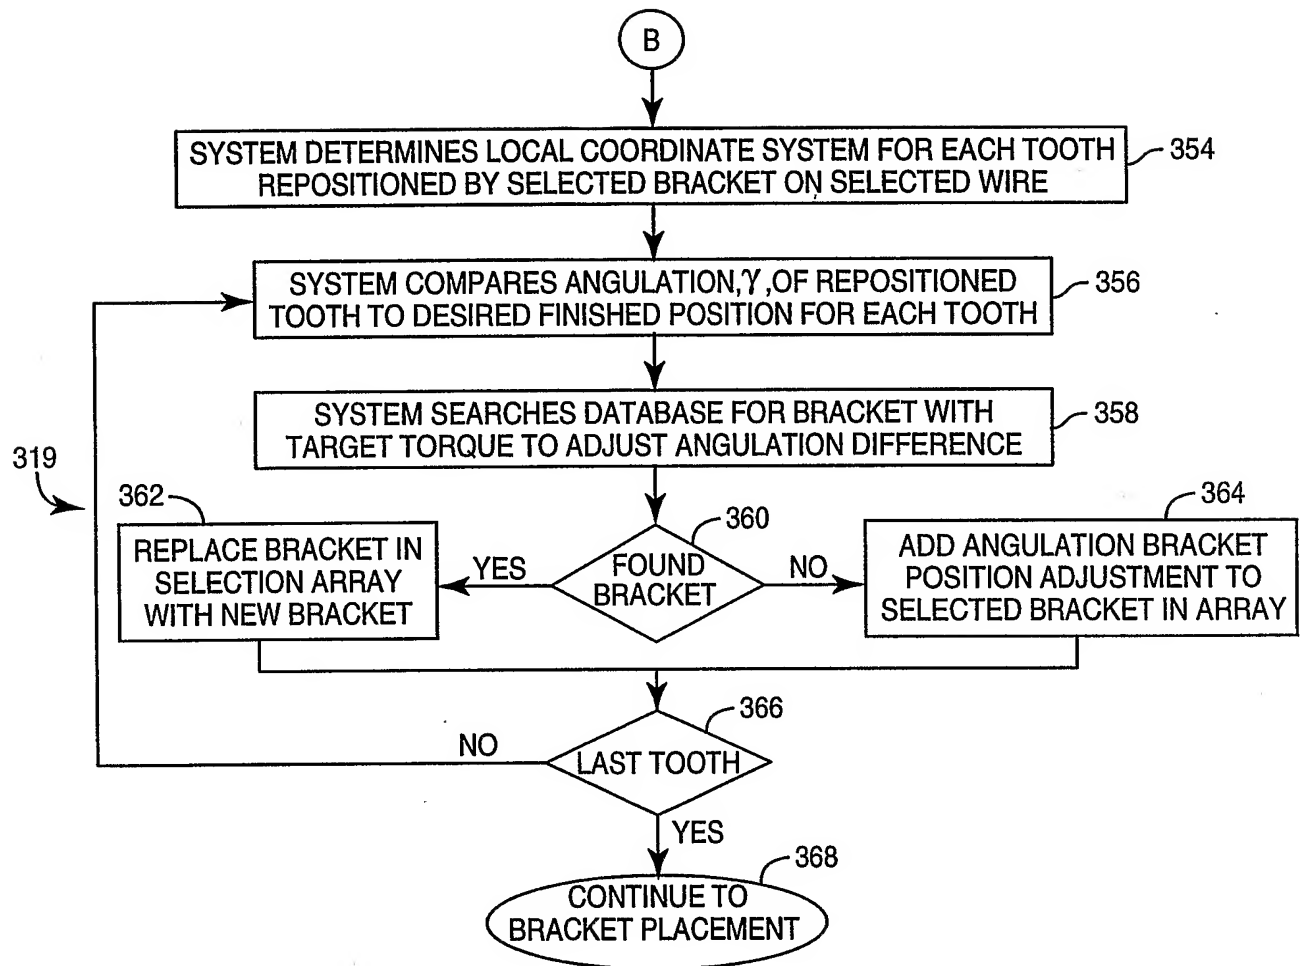 B
SYSTEM DETERMINES LOCAL COORDINATE SYSTEM FOR EACH TOOTH
REPOSITIONED BY SELECTED BRACKET ON SELECTED WIRE
354
SYSTEM COMPARES ANGULATION,γ,OF REPOSITIONED
TOOTH TO DESIRED FINISHED POSITION FOR EACH TOOTH
356
SYSTEM SEARCHES DATABASE FOR BRACKET WITH
TARGET TORQUE TO ADJUST ANGULATION DIFFERENCE
358
319
362
REPLACE BRACKET IN
SELECTION ARRAY
WITH NEW BRACKET
YES
360
FOUND
BRACKET
NO
364
ADD ANGULATION BRACKET
POSITION ADJUSTMENT TO
SELECTED BRACKET IN ARRAY
366
NO
LAST TOOTH
YES
368
CONTINUE TO
BRACKET PLACEMENT